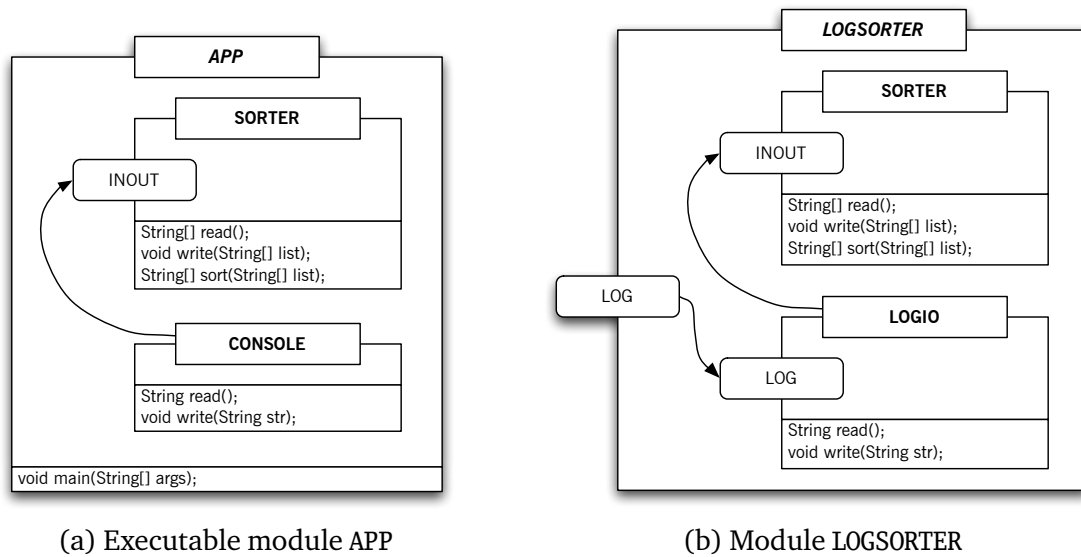 APP
SORTER
INOUT
String[] read();
void write(String[] list);
String[] sort(String[] list);
CONSOLE
String read();
void write(String str);
void main(String[] args);
(a) Executable module APP
LOGSORTER
SORTER
INOUT
String[] read();
void write(String[] list);
String[] sort(String[] list);
LOG
LOGIO
LOG
String read();
void write(String str);
(b) Module LOGSORTER